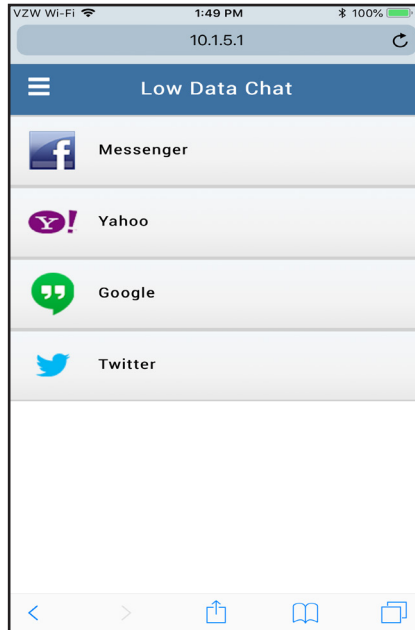 VZW Wi-Fi 1:49 PM 100%
10.1.5.1
Low Data Chat
f Messenger
Y! Yahoo
Google
Twitter